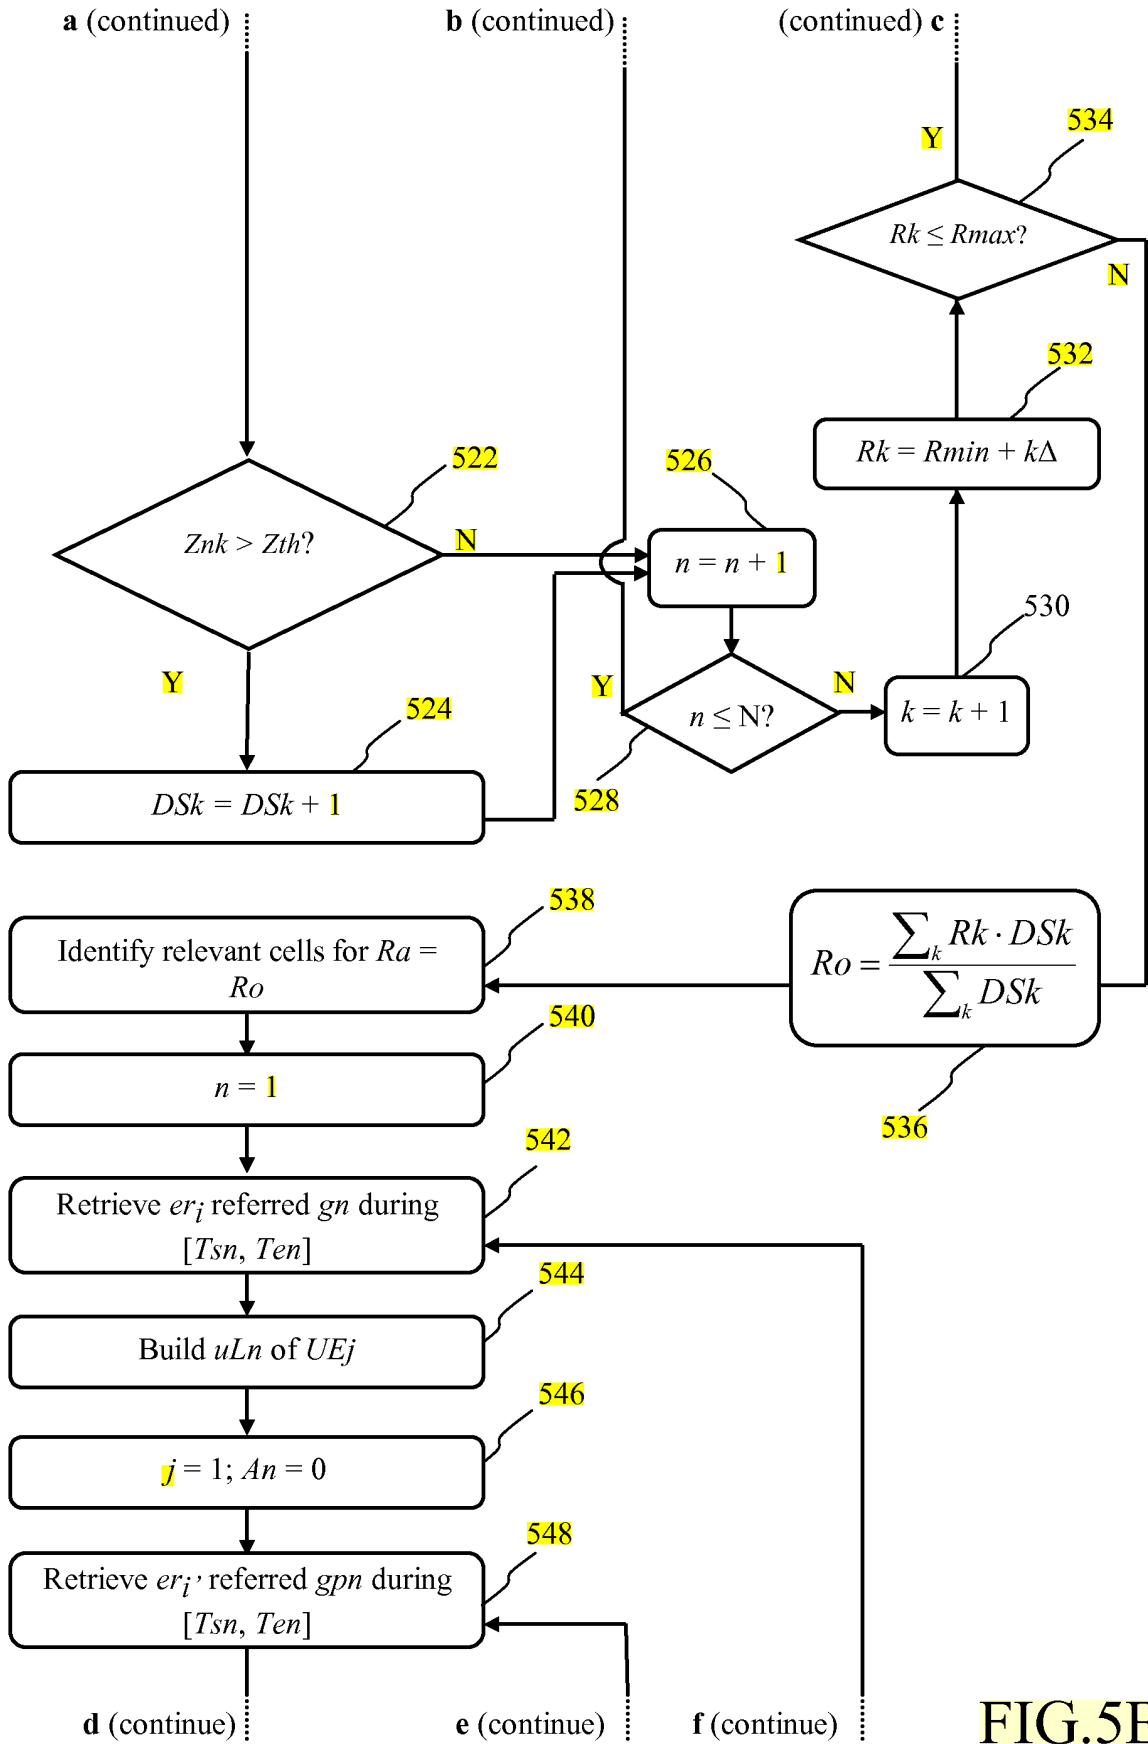 a (continued)
b (continued)
(continued) c
534
Y
Rk ≤ Rmax?
N
532
Rk = Rmin + kΔ
522
526
Znk > Zth?
N
n = n + 1
530
Y
Y
N
524
n ≤ N?
k = k + 1
DSk = DSk + 1
528
538
Identify relevant cells for Ra =
Ro
Ro = ∑k Rk · DSk / ∑k DSk
540
n = 1
536
542
Retrieve eri referred gn during
[Tsn, Ten]
544
Build uLn of UEj
546
j = 1; An = 0
548
Retrieve eri' referred gpn during
[Tsn, Ten]
d (continue)
e (continue)
f (continue)
FIG.5B